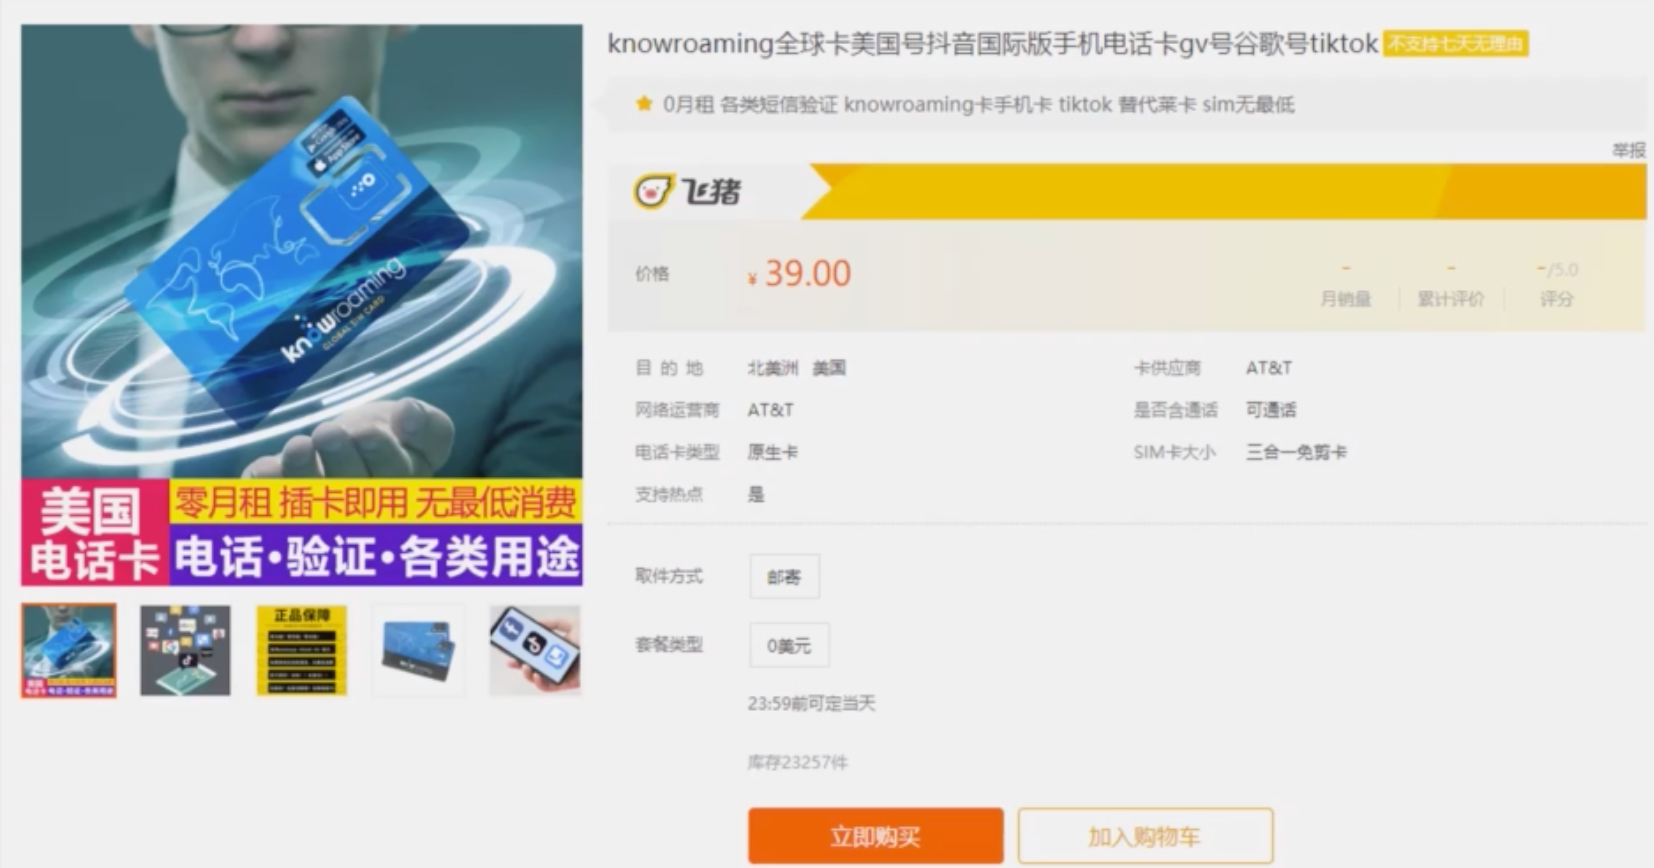 knowroaming全球卡美国号抖音国际版手机电话卡gv号谷歌号tiktok 不支持七天无理由
0月租 各类短信验证 knowroaming卡手机卡 tiktok 替代莱卡 sim无最低
举报
飞猪
价格 ¥ 39.00
- - -/5.0
月销量 累计评价 评分
目的地 北美洲 美国 卡供应商 AT&T
网络运营商 AT&T 是否含通话 可通话
电话卡类型 原生卡 SIM卡大小 三合一免剪卡
支持热点 是
取件方式 邮寄
套餐类型 0美元
23:59前可定当天
库存23257件
立即购买 加入购物车
App Store
knowroaming
GLOBAL SIM CARD
美国
电话卡
零月租 插卡即用 无最低消费
电话·验证·各类用途
正品保障